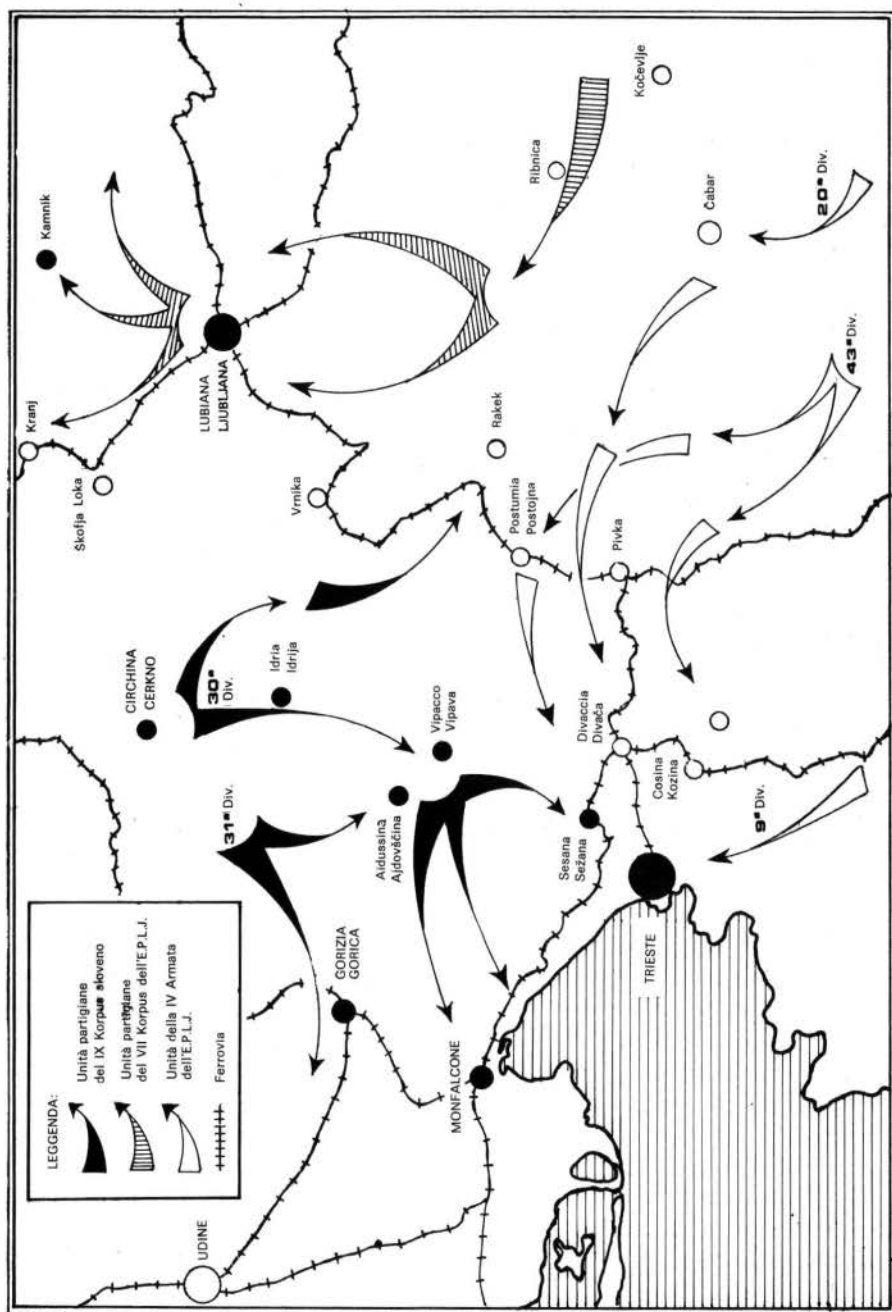 LEGGENDA:
Unità partigiane
del IX Korpus sloveno
Unità partigiane
del VII Korpus dell'E.P.L.J.
Unità della IV Armata
dell'E.P.L.J.
Ferrovia
UDINE
GORIZIA
GORICA
MONFALCONE
31ª Div.
CIRCHINA
CERKNO
30ª
Div.
Idria
Idrija
Aidussina
Ajdovščina
Vipacco
Vipava
Sesana
Sežana
TRIESTE
Divaccia
Divača
Cosina
Kozina
9ª Div.
Kranj
Škofja Loka
Kamnik
LUBIANA
LJUBLJANA
Vrnika
Rakek
Postumia
Postojna
Pivka
Ribnica
Kočevlje
Čabar
20ª Div.
43ª Div.